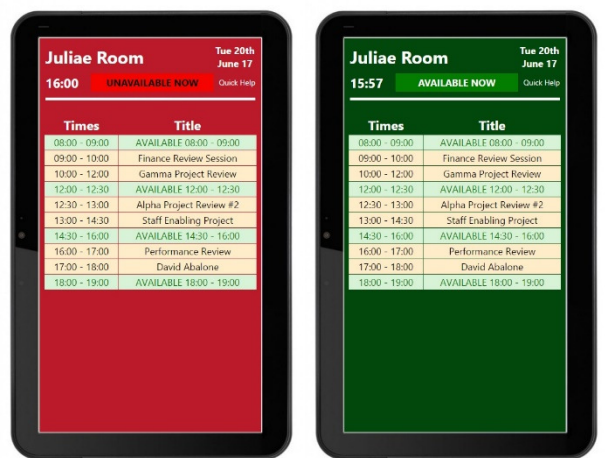 Juliae Room
Tue 20th
June 17
16:00
UNAVAILABLE NOW
Quick Help
Times Title
08:00 - 09:00 AVAILABLE 08:00 - 09:00
09:00 - 10:00 Finance Review Session
10:00 - 12:00 Gamma Project Review
12:00 - 12:30 AVAILABLE 12:00 - 12:30
12:30 - 13:00 Alpha Project Review #2
13:00 - 14:30 Staff Enabling Project
14:30 - 16:00 AVAILABLE 14:30 - 16:00
16:00 - 17:00 Performance Review
17:00 - 18:00 David Abalone
18:00 - 19:00 AVAILABLE 18:00 - 19:00
Juliae Room
Tue 20th
June 17
15:57
AVAILABLE NOW
Quick Help
Times Title
08:00 - 09:00 AVAILABLE 08:00 - 09:00
09:00 - 10:00 Finance Review Session
10:00 - 12:00 Gamma Project Review
12:00 - 12:30 AVAILABLE 12:00 - 12:30
12:30 - 13:00 Alpha Project Review #2
13:00 - 14:30 Staff Enabling Project
14:30 - 16:00 AVAILABLE 14:30 - 16:00
16:00 - 17:00 Performance Review
17:00 - 18:00 David Abalone
18:00 - 19:00 AVAILABLE 18:00 - 19:00